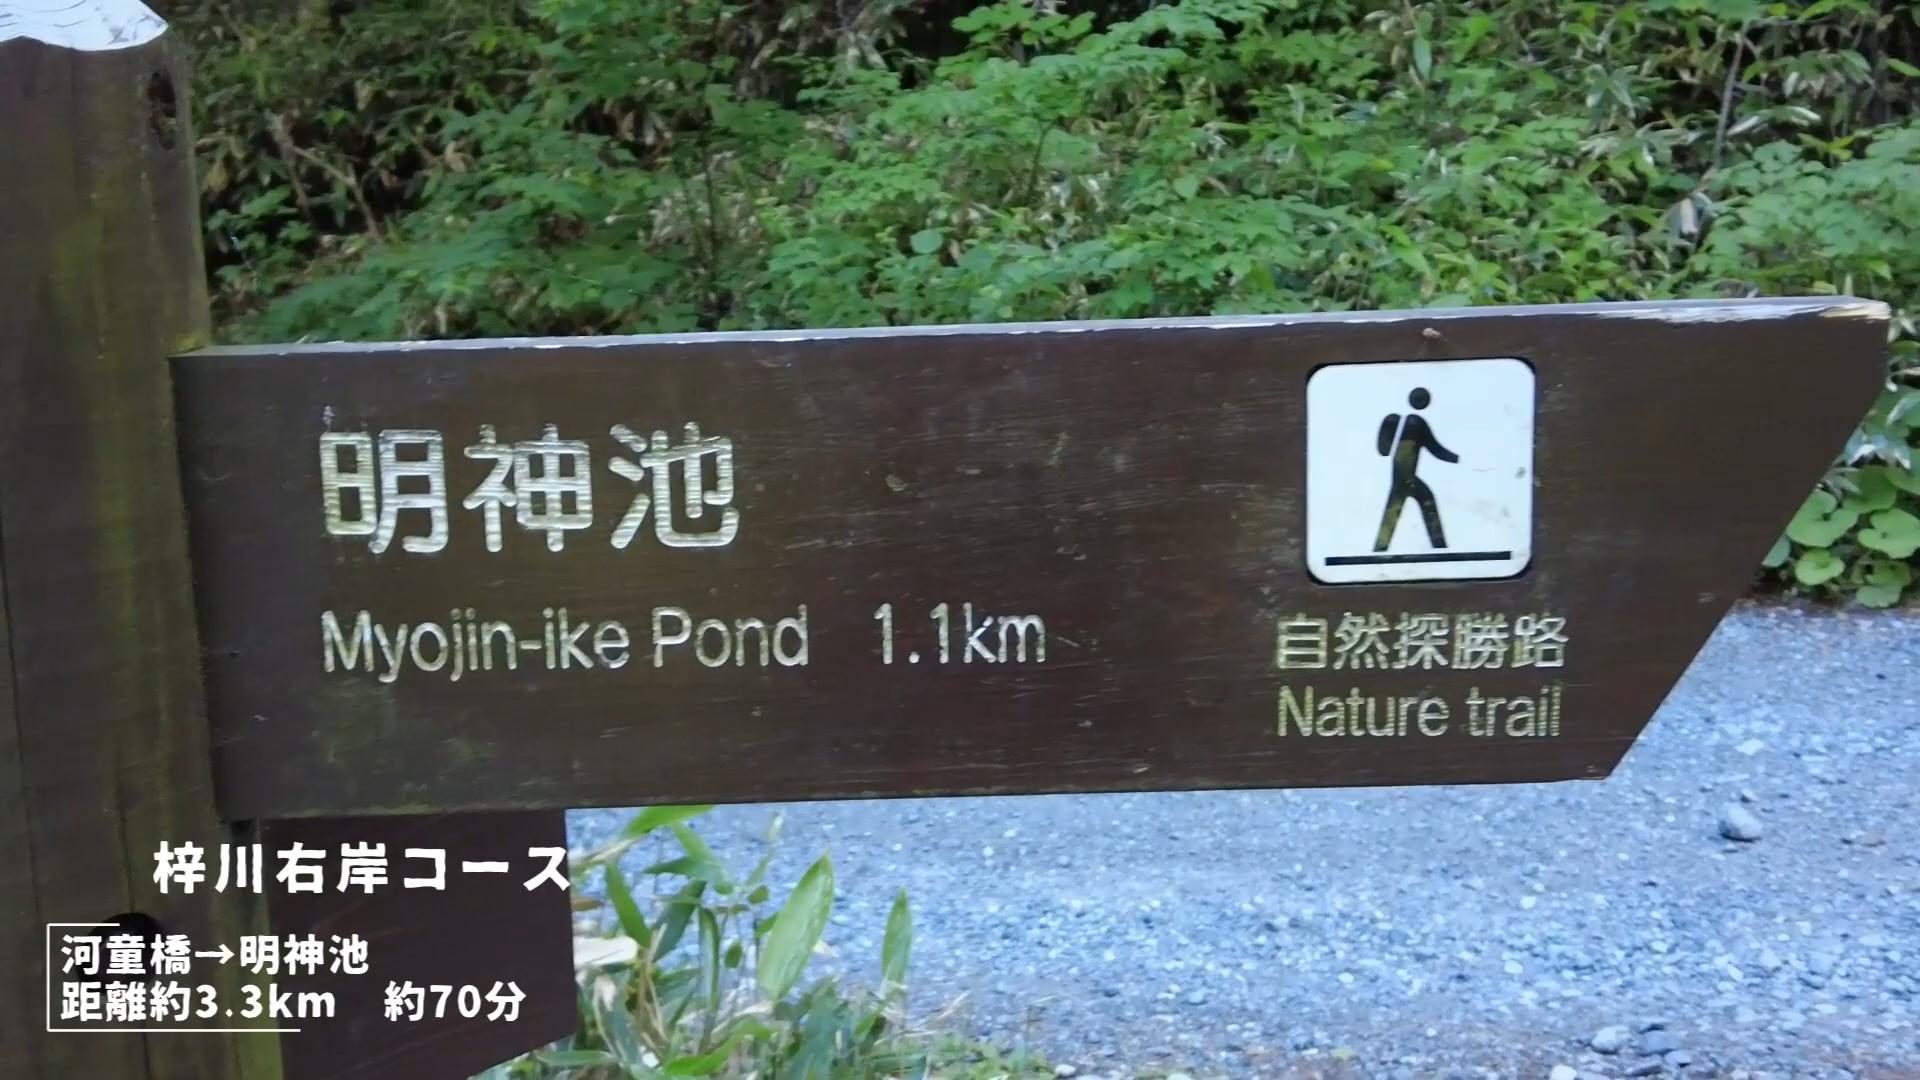 明神池
Myojin-ike Pond 1.1km
自然探勝路
Nature trail
梓川右岸コース
河童橋→明神池
距離約3.3km 約70分